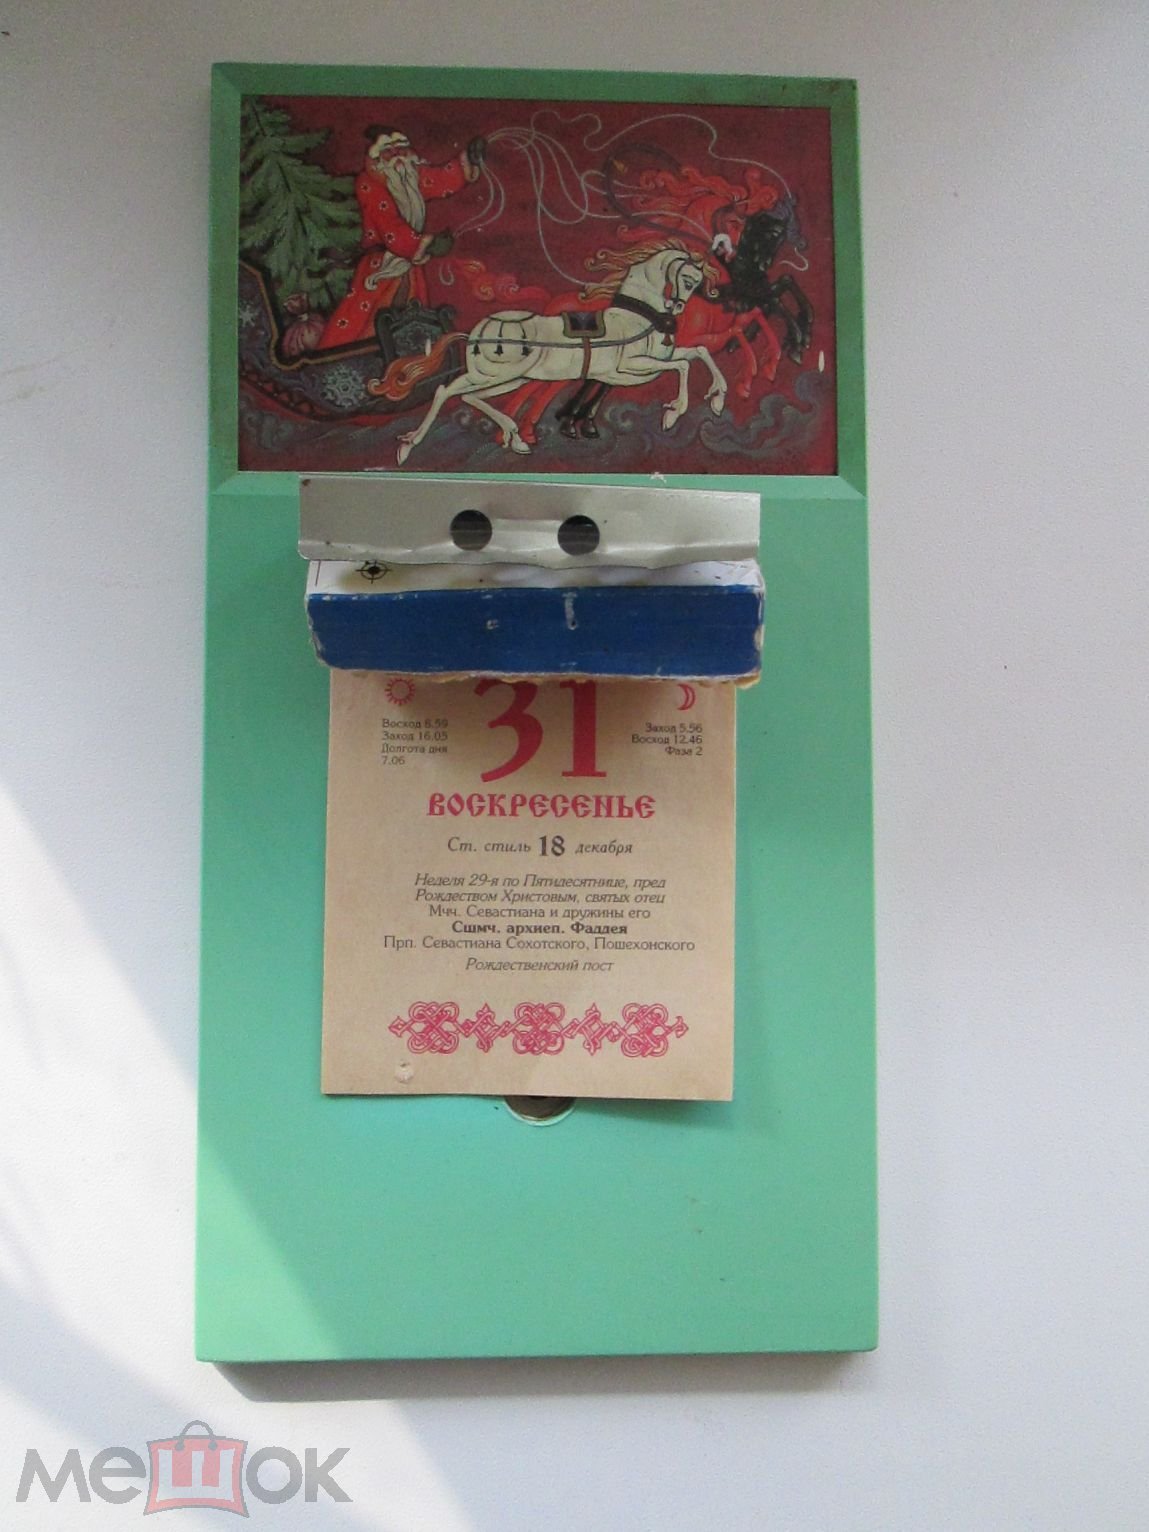 31
Восход 8.59
Заход 16.05
Долгота дня
7.06
Заход 5.56
Восход 12.46
Фаза 2
ВОСКРЕСЕНЬЕ
Ст. стиль 18 декабря
Неделя 29-я по Пятидесятнице, пред
Рождеством Христовым, святых отец
Мчч. Севастиана и дружины его
Сщмч. архиеп. Фаддея
Прп. Севастиана Сохотского, Пошехонского
Рождественский пост
мешок